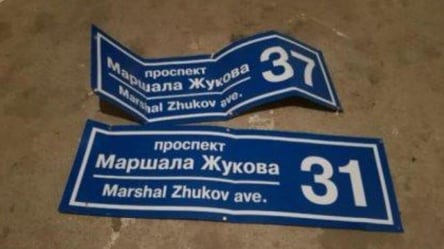 проспект
Маршала Жукова
Marshal Zhukov ave.
37
проспект
Маршала Жукова
Marshal Zhukov ave.
31